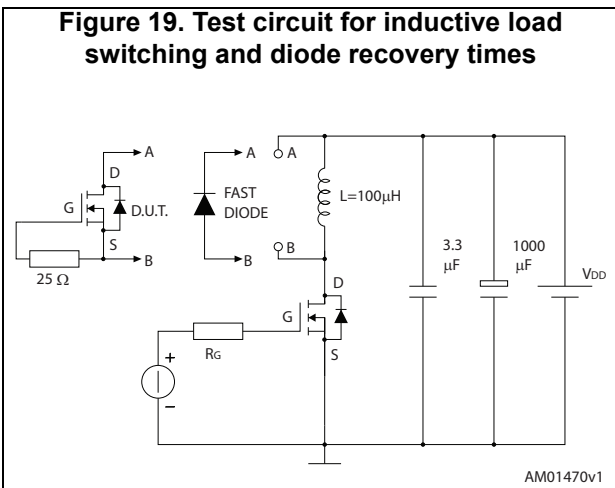 Figure 19. Test circuit for inductive load
switching and diode recovery times
A
D
G
D.U.T.
S
B
25 Ω
A
FAST
DIODE
B
A
L=100μH
B
D
G
S
RG
+
−
3.3
μF
1000
μF
VDD
AM01470v1